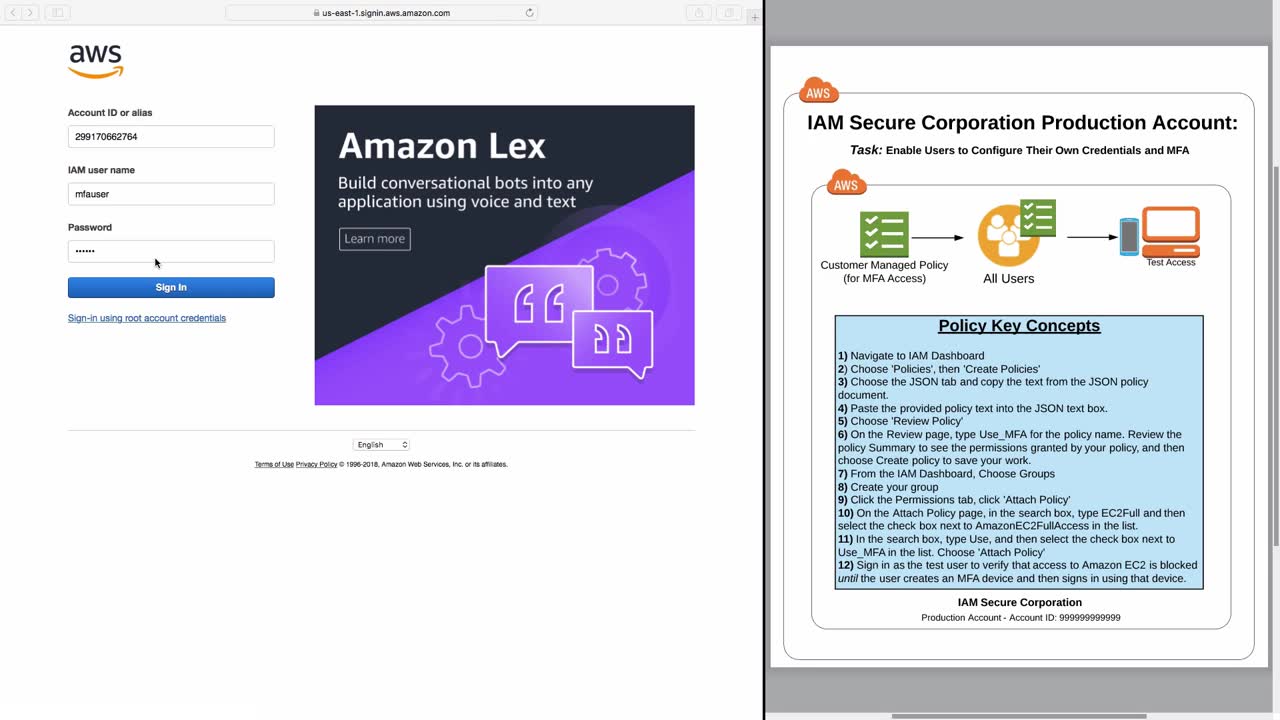 us-east-1.signin.aws.amazon.com
aws
Account ID or alias
299170662764
IAM user name
mfauser
Password
••••••
Sign In
Sign-in using root account credentials
Amazon Lex
Build conversational bots into any
application using voice and text
Learn more
English
Terms of Use Privacy Policy © 1996-2018, Amazon Web Services, Inc. or its affiliates.
AWS
IAM Secure Corporation Production Account:
Task: Enable Users to Configure Their Own Credentials and MFA
AWS
Customer Managed Policy
(for MFA Access)
All Users
Test Access
Policy Key Concepts
1) Navigate to IAM Dashboard
2) Choose 'Policies', then 'Create Policies'
3) Choose the JSON tab and copy the text from the JSON policy
document.
4) Paste the provided policy text into the JSON text box.
5) Choose 'Review Policy'
6) On the Review page, type Use_MFA for the policy name. Review the
policy Summary to see the permissions granted by your policy, and then
choose Create policy to save your work.
7) From the IAM Dashboard, Choose Groups
8) Create your group
9) Click the Permissions tab, click 'Attach Policy'
10) On the Attach Policy page, in the search box, type EC2Full and then
select the check box next to AmazonEC2FullAccess in the list.
11) In the search box, type Use, and then select the check box next to
Use_MFA in the list. Choose 'Attach Policy'
12) Sign in as the test user to verify that access to Amazon EC2 is blocked
until the user creates an MFA device and then signs in using that device.
IAM Secure Corporation
Production Account - Account ID: 999999999999